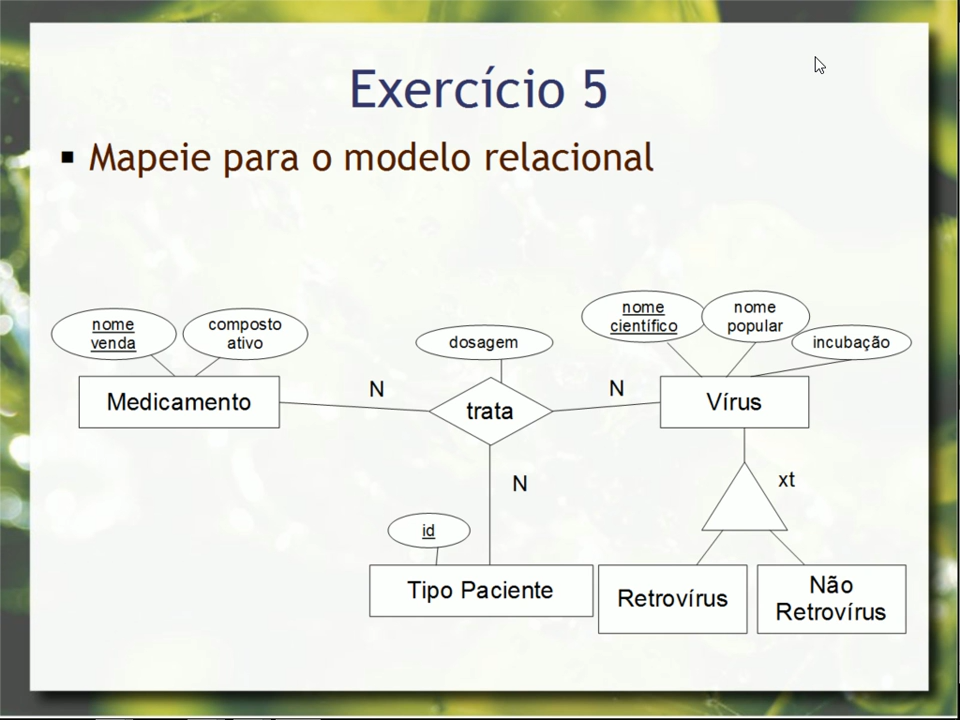 Exercício 5
Mapeie para o modelo relacional
nome
venda
composto
ativo
dosagem
nome
científico
nome
popular
incubação
Medicamento
N
trata
N
Vírus
N
xt
id
Tipo Paciente
Retrovírus
Não
Retrovírus